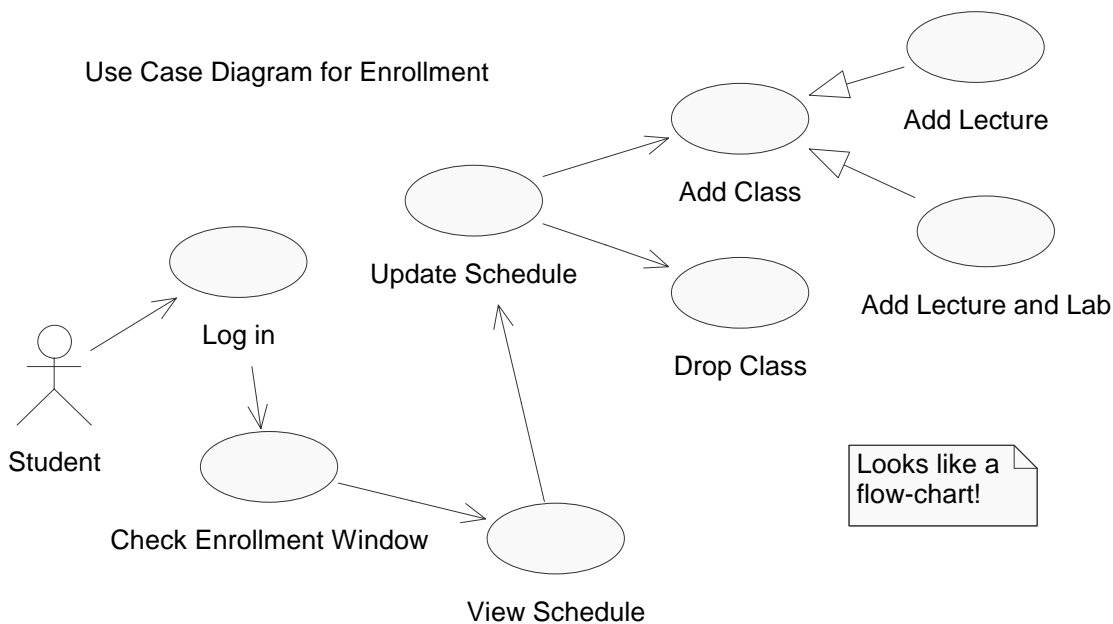 Use Case Diagram for Enrollment
Add Lecture
Add Class
Update Schedule
Add Lecture and Lab
Log in
Drop Class
Student
Looks like a
flow-chart!
Check Enrollment Window
View Schedule